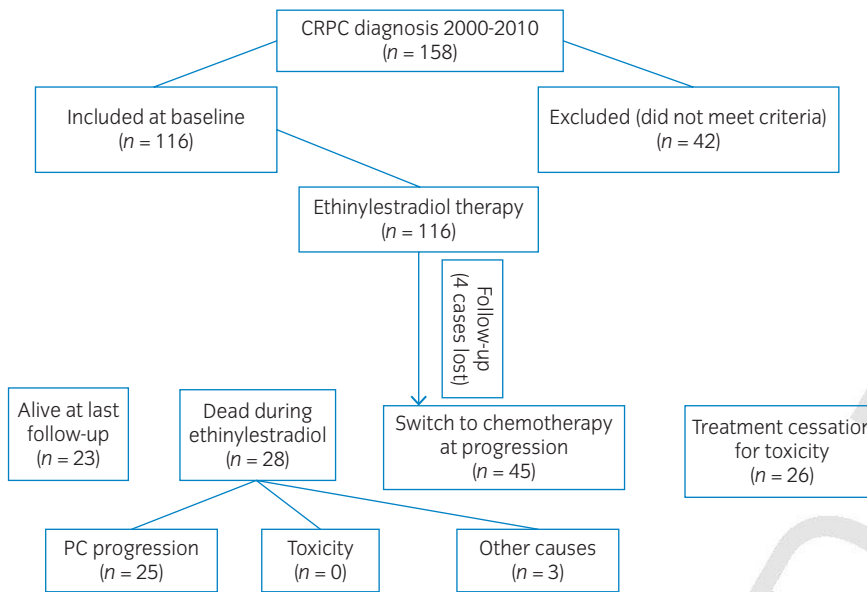 CRPC diagnosis 2000-2010
(n = 158)
Included at baseline
(n = 116)
Excluded (did not meet criteria)
(n = 42)
Ethinylestradiol therapy
(n = 116)
Follow-up
(4 cases lost)
Alive at last
follow-up
(n = 23)
Dead during
ethinylestradiol
(n = 28)
Switch to chemotherapy
at progression
(n = 45)
Treatment cessation
for toxicity
(n = 26)
PC progression
(n = 25)
Toxicity
(n = 0)
Other causes
(n = 3)